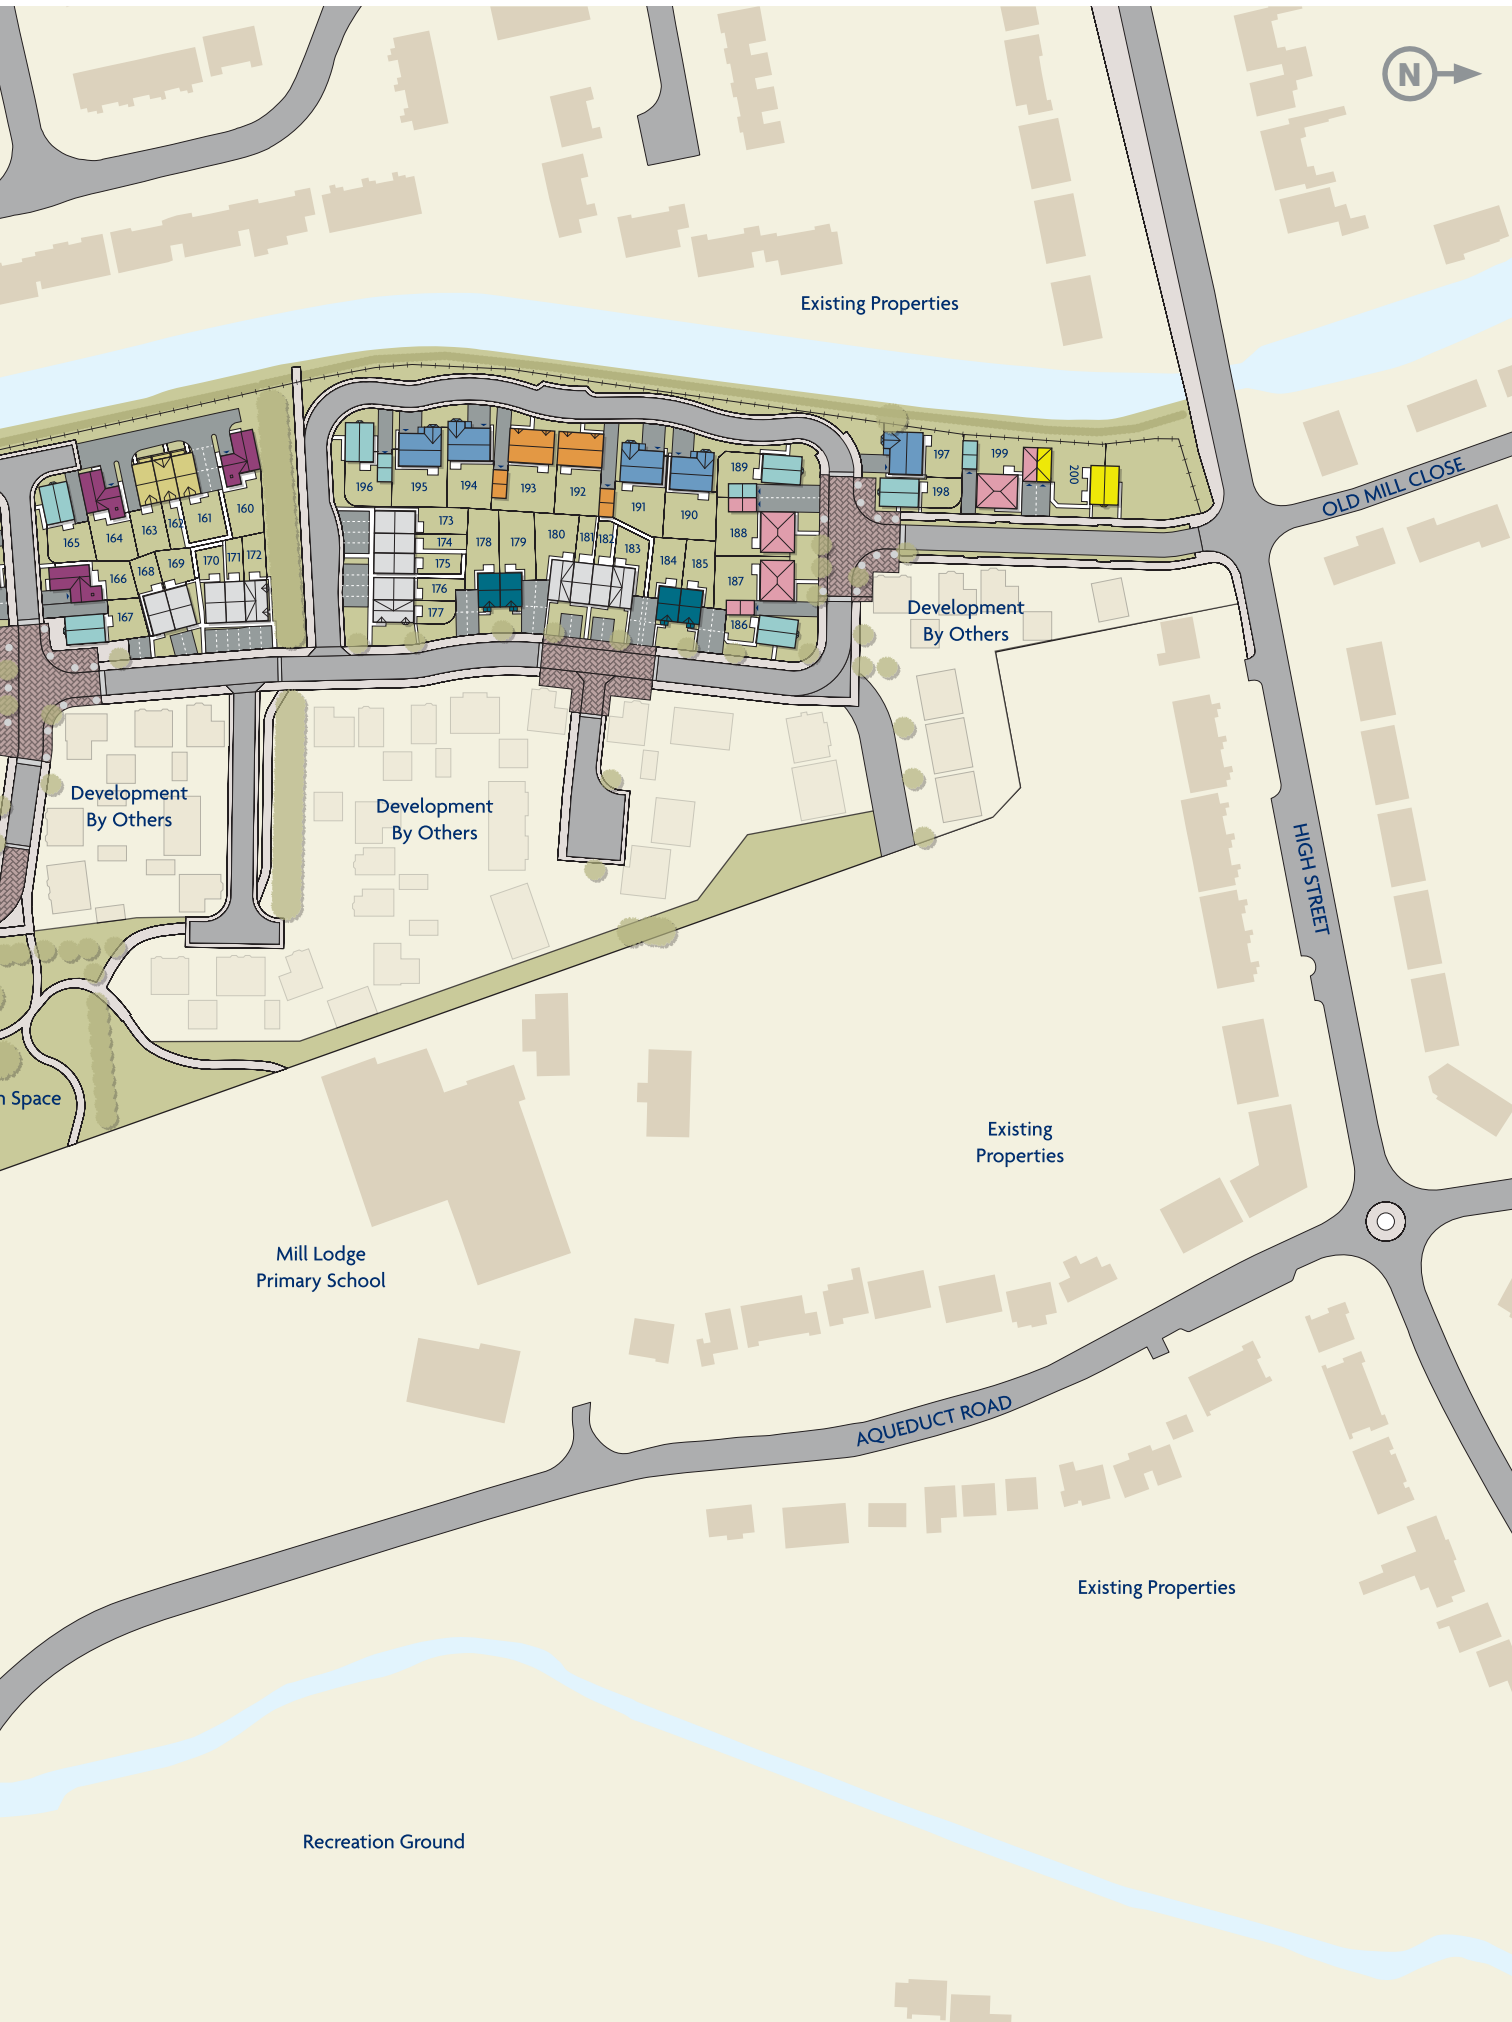 N
Existing Properties
OLD MILL CLOSE
189
197
199
200
196
195
194
193
192
191
190
198
188
165
164
163
162
161
160
173
174
175
176
177
178
179
180
181
182
183
184
185
187
186
166
168
169
170
171
172
167
Development
By Others
Development
By Others
Development
By Others
HIGH STREET
Space
Existing
Properties
Mill Lodge
Primary School
AQUEDUCT ROAD
Existing Properties
Recreation Ground